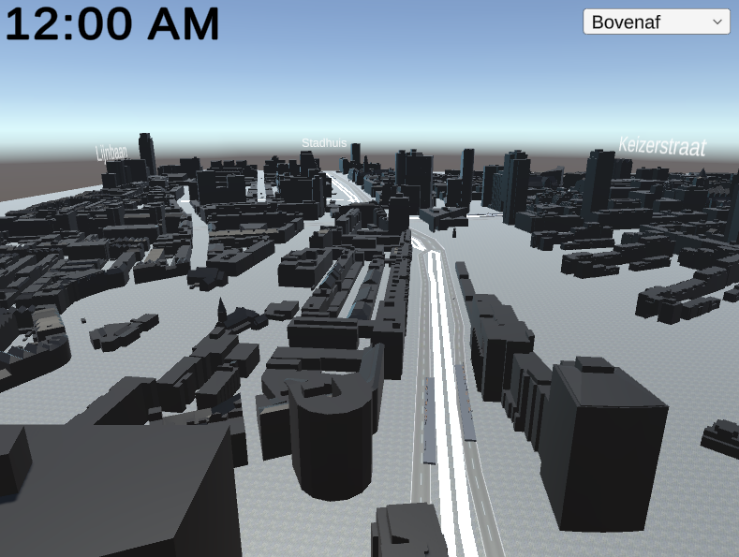 12:00 AM
Bovenaf
Lijnbaan
Stadhuis
Keizerstraat